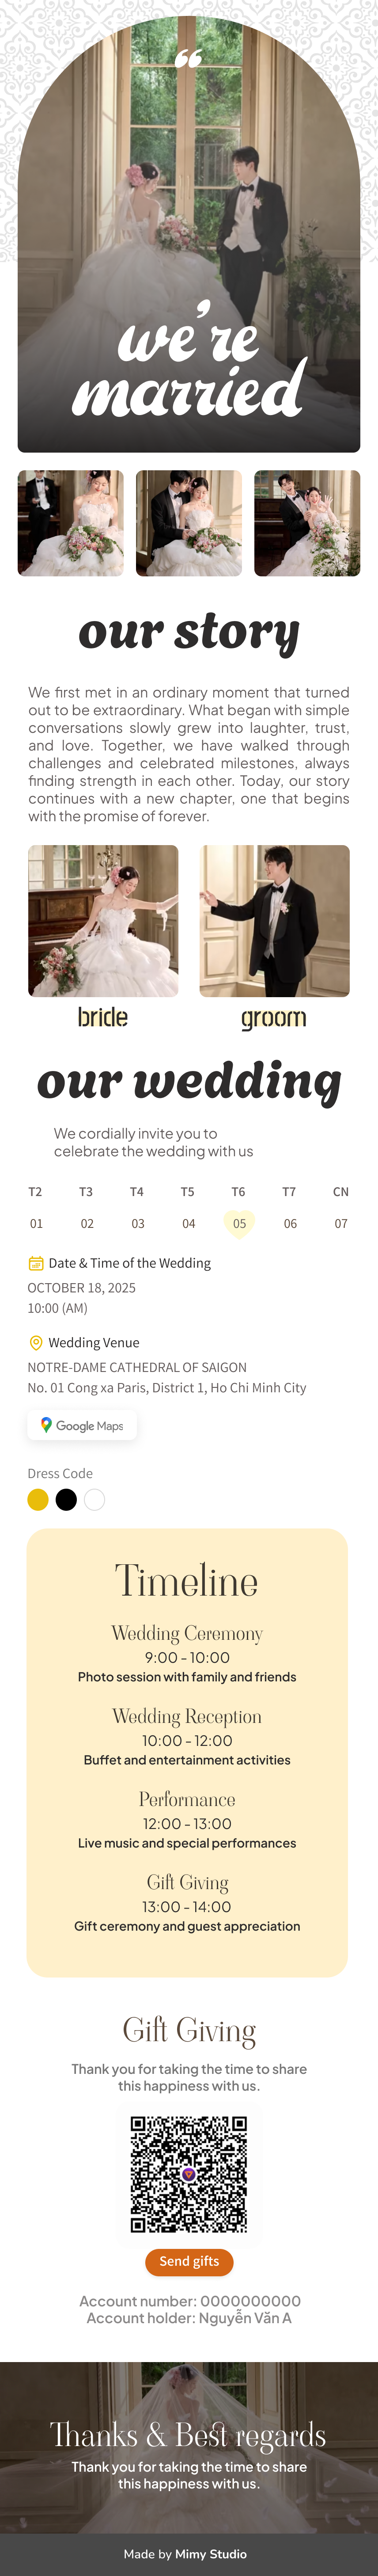 “
we’re
married
our story
We first met in an ordinary moment that turned
out to be extraordinary. What began with simple
conversations slowly grew into laughter, trust,
and love. Together, we have walked through
challenges and celebrated milestones, always
finding strength in each other. Today, our story
continues with a new chapter, one that begins
with the promise of forever.
bride
groom
our wedding
We cordially invite you to
celebrate the wedding with us
T2 T3 T4 T5 T6 T7 CN
01 02 03 04 05 06 07
Date & Time of the Wedding
OCTOBER 18, 2025
10:00 (AM)
Wedding Venue
NOTRE-DAME CATHEDRAL OF SAIGON
No. 01 Cong xa Paris, District 1, Ho Chi Minh City
Google Maps
Dress Code
Timeline
Wedding Ceremony
9:00 - 10:00
Photo session with family and friends
Wedding Reception
10:00 - 12:00
Buffet and entertainment activities
Performance
12:00 - 13:00
Live music and special performances
Gift Giving
13:00 - 14:00
Gift ceremony and guest appreciation
Gift Giving
Thank you for taking the time to share
this happiness with us.
Send gifts
Account number: 0000000000
Account holder: Nguyễn Văn A
Thanks & Best regards
Thank you for taking the time to share
this happiness with us.
Made by Mimy Studio